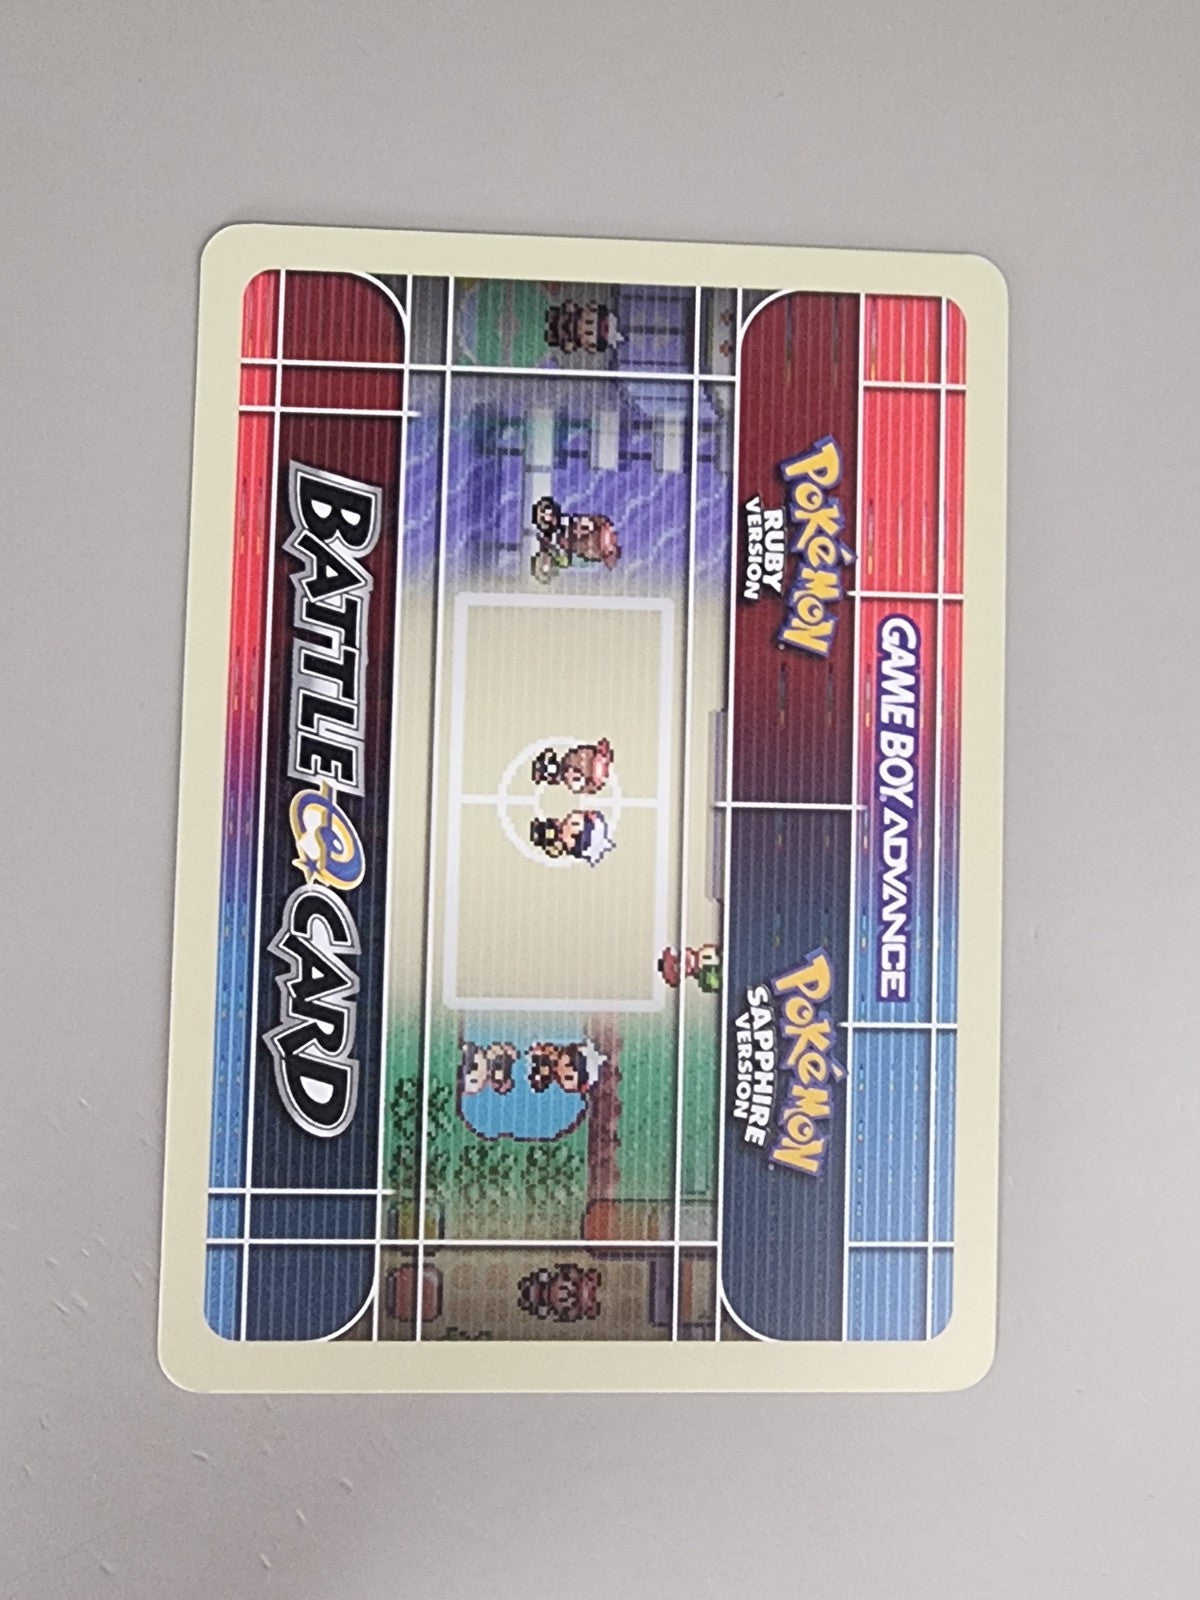 GAME BOY ADVANCE
POKéMON
RUBY
VERSION
POKéMON
SAPPHIRE
VERSION
BATTLE e CARD